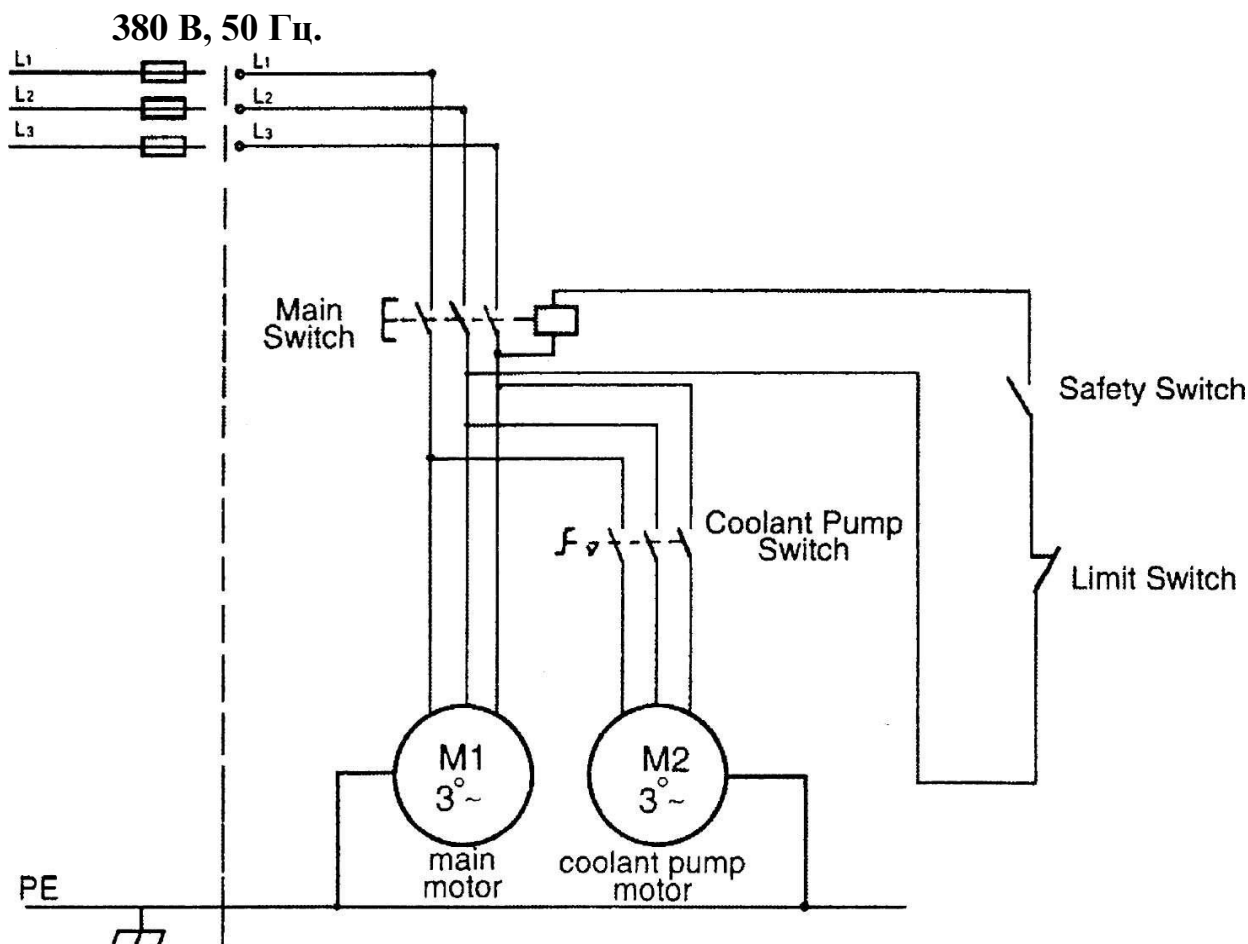 380 В, 50 Гц.
L1
L1
L2
L2
L3
L3
Main
Switch
Safety Switch
Coolant Pump
Switch
Limit Switch
M1
3°~
M2
3°~
main
motor
coolant pump
motor
PE